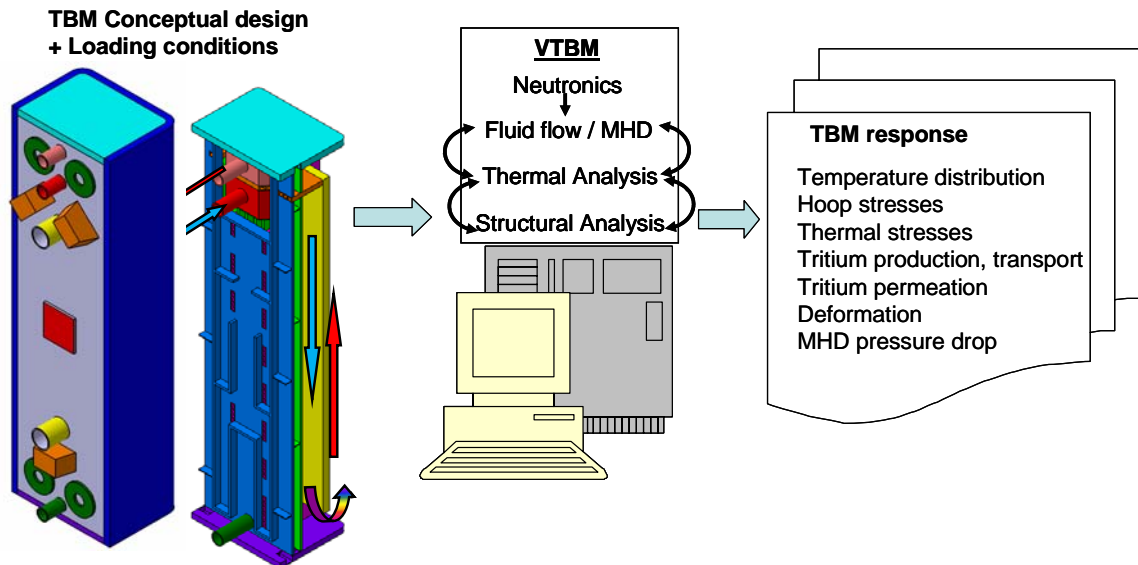 TBM Conceptual design
+ Loading conditions
VTBM
Neutronics
Fluid flow / MHD
Thermal Analysis
Structural Analysis
TBM response
Temperature distribution
Hoop stresses
Thermal stresses
Tritium production, transport
Tritium permeation
Deformation
MHD pressure drop